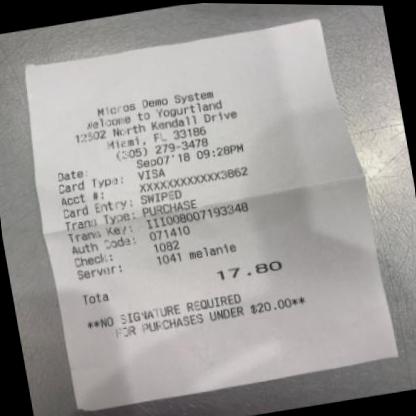 Micros Demo System
Welcome to Yogurtland
12502 North Kendall Drive
Miami, FL 33186
(305) 279-3478
Date: Sep07'18 09:28PM
Card Type: VISA
Acct #: XXXXXXXXXXXX3862
Card Entry: SWIPED
Trans Type: PURCHASE
Trans Key: III008007193348
Auth Code: 071410
Check: 1082
Server: 1041 melanie
Tota 17.80
**NO SIGNATURE REQUIRED
FOR PURCHASES UNDER $20.00**